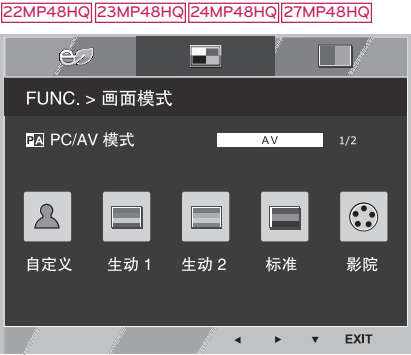 22MP48HQ 23MP48HQ 24MP48HQ 27MP48HQ
FUNC. > 画面模式
PA PC/AV 模式 AV 1/2
自定义 生动 1 生动 2 标准 影院
EXIT